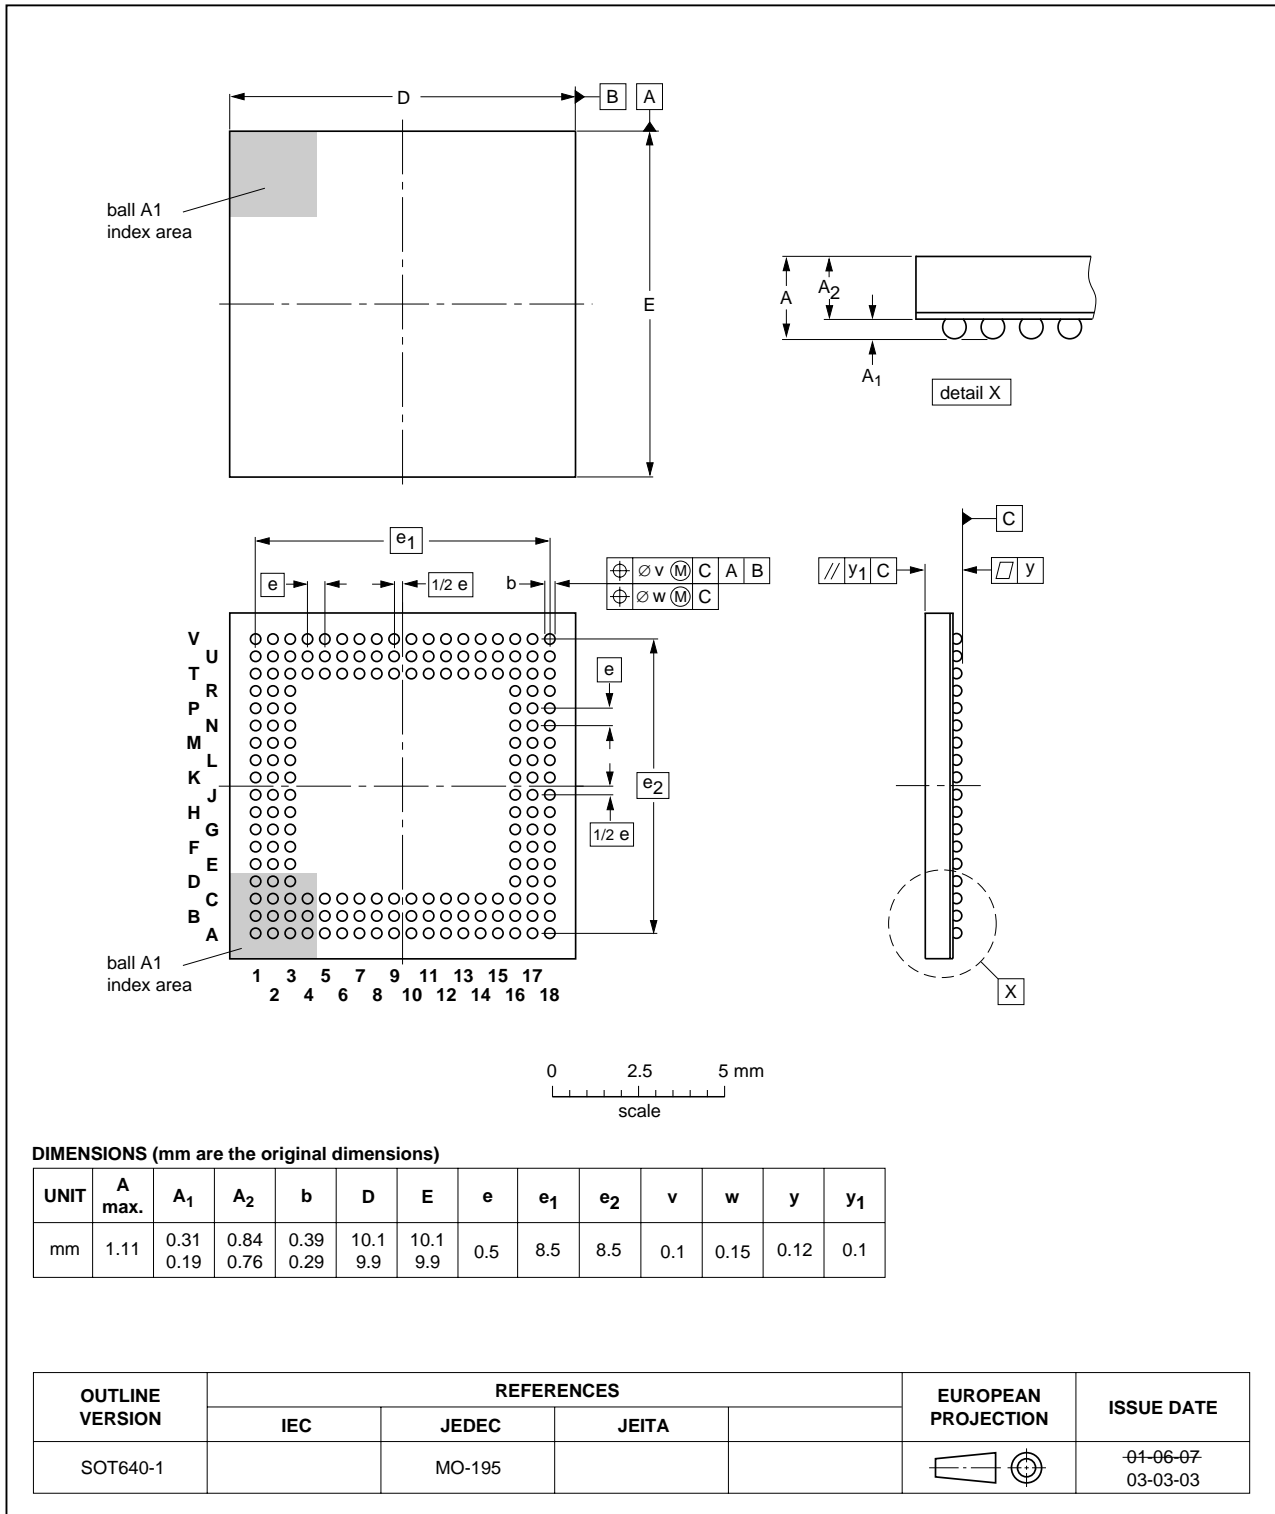 D
B
A
ball A1
index area
E
A
A2
A1
detail X
e1
e
1/2 e
b
⌖ ⌀ v Ⓜ C A B
⌖ ⌀ w Ⓜ C
C
// y1 C
▱ y
V
U
T
R
P
N
M
L
K
J
H
G
F
E
D
C
B
A
e
e2
1/2 e
ball A1
index area
1 3 5 7 9 11 13 15 17
2 4 6 8 10 12 14 16 18
X
0 2.5 5 mm
scale
DIMENSIONS (mm are the original dimensions)
UNIT A max. A1 A2 b D E e e1 e2 v w y y1
mm 1.11 0.31 0.19 0.84 0.76 0.39 0.29 10.1 9.9 10.1 9.9 0.5 8.5 8.5 0.1 0.15 0.12 0.1
OUTLINE VERSION
REFERENCES
EUROPEAN PROJECTION
ISSUE DATE
IEC JEDEC JEITA
SOT640-1 MO-195
01-06-07
03-03-03